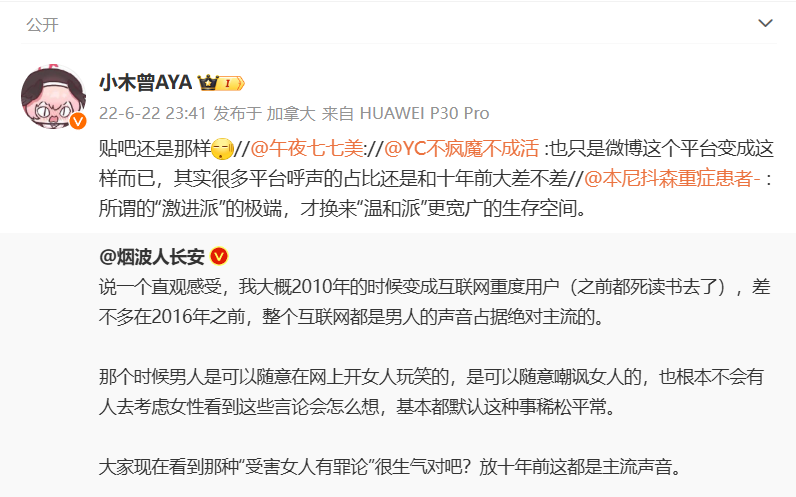 公开
小木曾AYA
22-6-22 23:41 发布于 加拿大 来自 HUAWEI P30 Pro
贴吧还是那样//@午夜七七美://@YC不疯魔不成活 :也只是微博这个平台变成这
样而已，其实很多平台呼声的占比还是和十年前大差不差//@本尼抖森重症患者- :
所谓的“激进派”的极端，才换来“温和派”更宽广的生存空间。
@烟波人长安
说一个直观感受，我大概2010年的时候变成互联网重度用户（之前都死读书去了），差
不多在2016年之前，整个互联网都是男人的声音占据绝对主流的。
那个时候男人是可以随意在网上开女人玩笑的，是可以随意嘲讽女人的，也根本不会有
人去考虑女性看到这些言论会怎么想，基本都默认这种事稀松平常。
大家现在看到那种“受害女人有罪论”很生气对吧？放十年前这都是主流声音。